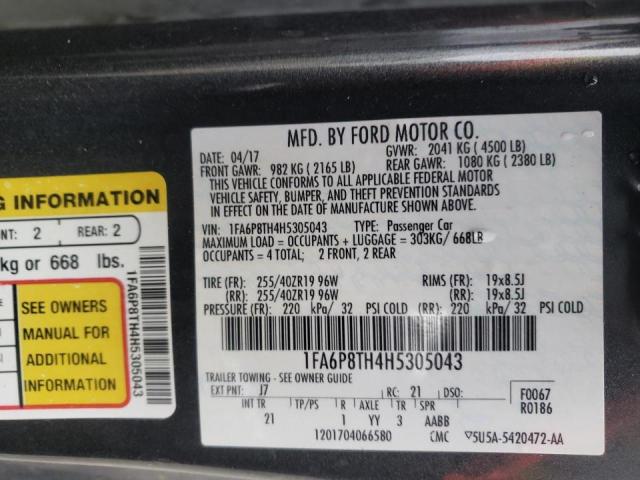 G INFORMATION
NT: 2 REAR: 2
kg or 668 lbs.
SEE OWNERS
MANUAL FOR
ADDITIONAL
INFORMATION
1FA6P8TH4H5305043
MFD. BY FORD MOTOR CO.
DATE: 04/17 GVWR: 2041 KG ( 4500 LB)
FRONT GAWR: 982 KG ( 2165 LB) REAR GAWR: 1080 KG ( 2380 LB)
THIS VEHICLE CONFORMS TO ALL APPLICABLE FEDERAL MOTOR
VEHICLE SAFETY, BUMPER, AND THEFT PREVENTION STANDARDS
IN EFFECT ON THE DATE OF MANUFACTURE SHOWN ABOVE.
VIN: 1FA6P8TH4H5305043 TYPE: Passenger Car
MAXIMUM LOAD = OCCUPANTS + LUGGAGE = 303KG/ 668LB
OCCUPANTS = 4 TOTAL; 2 FRONT, 2 REAR
TIRE (FR): 255/40ZR19 96W RIMS (FR): 19x8.5J
(RR): 255/40ZR19 96W (RR): 19x8.5J
PRESSURE (FR): 220 kPa/ 32 PSI COLD (RR): 220 kPa/ 32 PSI COLD
1FA6P8TH4H5305043
TRAILER TOWING - SEE OWNER GUIDE
EXT PNT: J7 RC: 21 DSO: F0067
R0186
INT TR TP/PS R AXLE TR SPR
21 1 YY 3 AABB
1201704066580 CMC ▽5U5A-5420472-AA